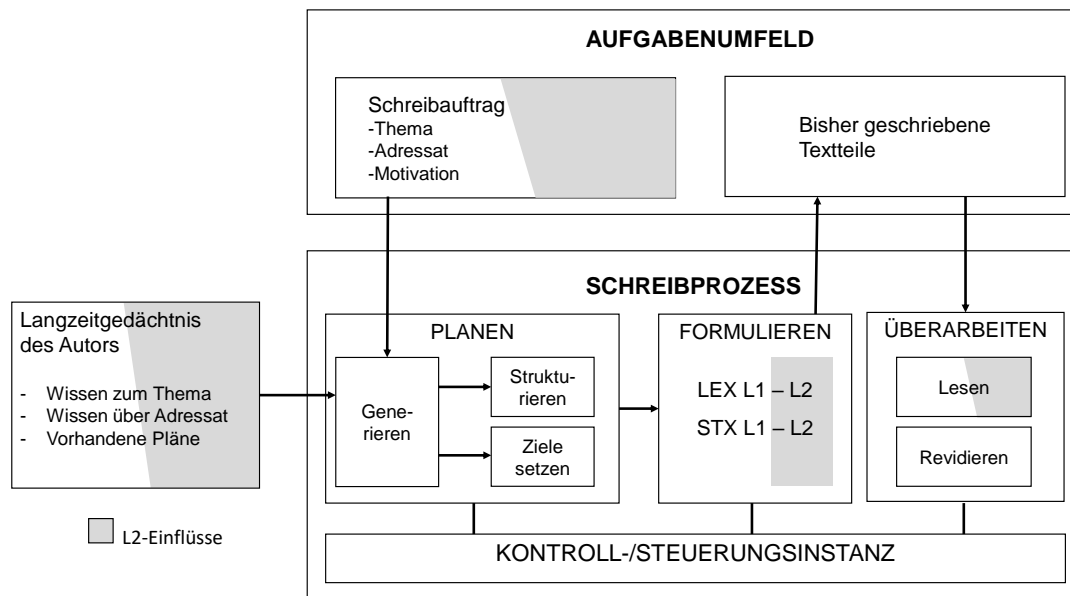 AUFGABENUMFELD
Schreibauftrag
-Thema
-Adressat
-Motivation
Bisher geschriebene
Textteile
SCHREIBPROZESS
Langzeitgedächtnis
des Autors
- Wissen zum Thema
- Wissen über Adressat
- Vorhandene Pläne
PLANEN
Gene-
rieren
Struktu-
rieren
Ziele
setzen
FORMULIEREN
LEX L1 – L2
STX L1 – L2
ÜBERARBEITEN
Lesen
Revidieren
L2-Einflüsse
KONTROLL-/STEUERUNGSINSTANZ